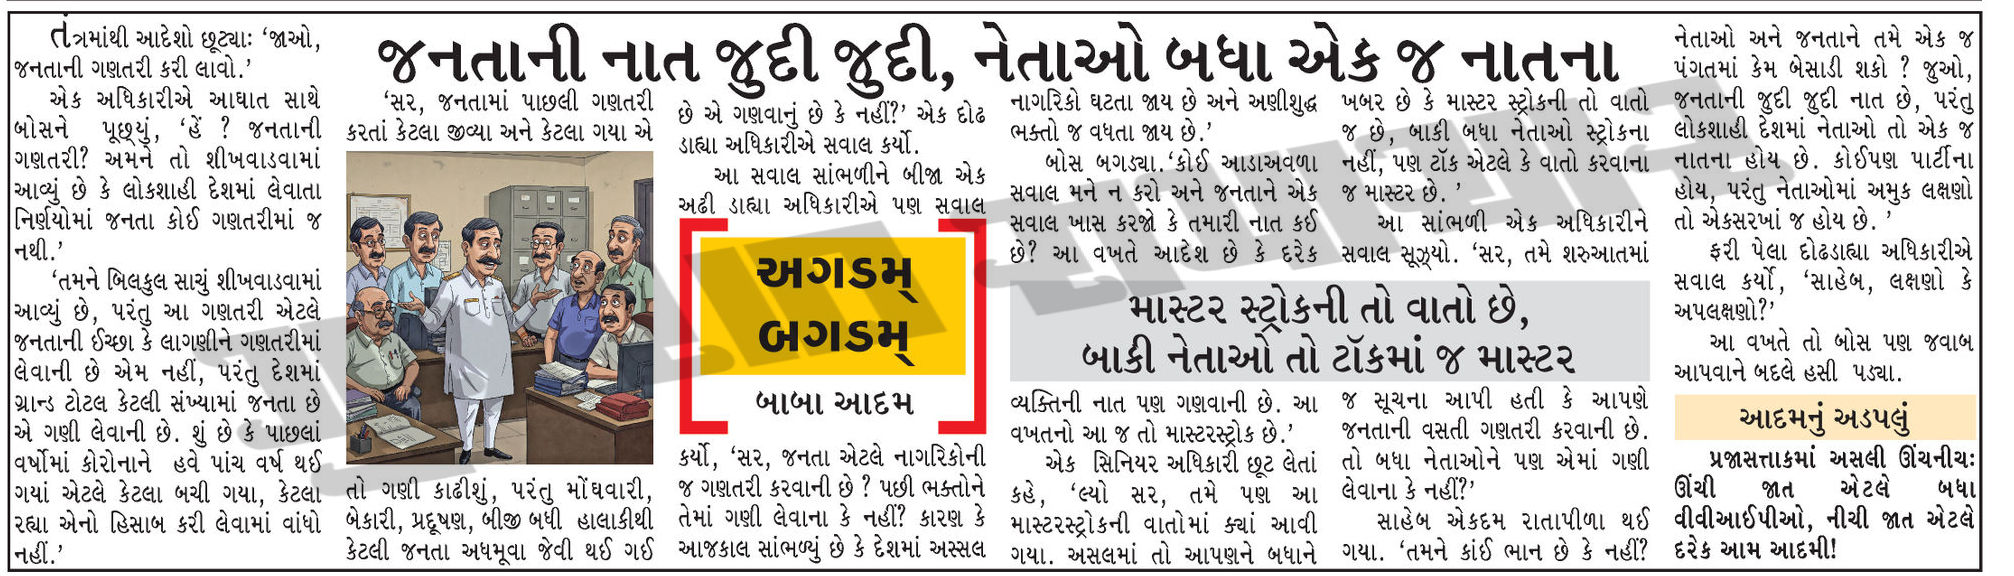 જનતાની નાત જુદી જુદી, નેતાઓ બધા એક જ નાતના
તંત્રમાંથી આદેશો છૂટ્યાઃ ‘જાઓ,
જનતાની ગણતરી કરી લાવો.’
એક અધિકારીએ આઘાત સાથે
બોસને પૂછ્યું, ‘હેં ? જનતાની
ગણતરી? અમને તો શીખવાડવામાં
આવ્યું છે કે લોકશાહી દેશમાં લેવાતા
નિર્ણયોમાં જનતા કોઈ ગણતરીમાં જ
નથી.’
‘તમને બિલકુલ સાચું શીખવાડવામાં
આવ્યું છે, પરંતુ આ ગણતરી એટલે
જનતાની ઈચ્છા કે લાગણીને ગણતરીમાં
લેવાની છે એમ નહીં, પરંતુ દેશમાં
ગ્રાન્ડ ટોટલ કેટલી સંખ્યામાં જનતા છે
એ ગણી લેવાની છે. શું છે કે પાછલાં
વર્ષોમાં કોરોનાને હવે પાંચ વર્ષ થઈ
ગયાં એટલે કેટલા બચી ગયા, કેટલા
રહ્યા એનો હિસાબ કરી લેવામાં વાંધો
નહીં.’
‘સર, જનતામાં પાછલી ગણતરી
કરતાં કેટલા જીવ્યા અને કેટલા ગયા એ
તો ગણી કાઢીશું, પરંતુ મોંઘવારી,
બેકારી, પ્રદૂષણ, બીજી બધી હાલાકીથી
કેટલી જનતા અધમૂવા જેવી થઈ ગઈ
છે એ ગણવાનું છે કે નહીં?’ એક દોઢ
ડાહ્યા અધિકારીએ સવાલ કર્યો.
આ સવાલ સાંભળીને બીજા એક
અઢી ડાહ્યા અધિકારીએ પણ સવાલ
અગડમ્
બગડમ્
બાબા આદમ
કર્યો, ‘સર, જનતા એટલે નાગરિકોની
જ ગણતરી કરવાની છે ? પછી ભક્તોને
તેમાં ગણી લેવાના કે નહીં? કારણ કે
આજકાલ સાંભળ્યું છે કે દેશમાં અસ્સલ
નાગરિકો ઘટતા જાય છે અને અણીશુદ્ધ
ભક્તો જ વધતા જાય છે.’
બોસ બગડ્યા.‘કોઈ આડાઅવળા
સવાલ મને ન કરો અને જનતાને એક
સવાલ ખાસ કરજો કે તમારી નાત કઈ
છે? આ વખતે આદેશ છે કે દરેક
માસ્ટર સ્ટ્રોકની તો વાતો છે,
બાકી નેતાઓ તો ટૉકમાં જ માસ્ટર
વ્યક્તિની નાત પણ ગણવાની છે. આ
વખતનો આ જ તો માસ્ટરસ્ટ્રોક છે.’
એક સિનિયર અધિકારી છૂટ લેતાં
કહે, ‘લ્યો સર, તમે પણ આ
માસ્ટરસ્ટ્રોકની વાતોમાં ક્યાં આવી
ગયા. અસલમાં તો આપણને બધાને
ખબર છે કે માસ્ટર સ્ટ્રોકની તો વાતો
જ છે, બાકી બધા નેતાઓ સ્ટ્રોકના
નહીં, પણ ટૉક એટલે કે વાતો કરવાના
જ માસ્ટર છે. ’
આ સાંભળી એક અધિકારીને
સવાલ સૂઝ્યો. ‘સર, તમે શરુઆતમાં
જ સૂચના આપી હતી કે આપણે
જનતાની વસતી ગણતરી કરવાની છે.
તો બધા નેતાઓને પણ એમાં ગણી
લેવાના કે નહીં?’
સાહેબ એકદમ રાતાપીળા થઈ
ગયા. ‘તમને કાંઈ ભાન છે કે નહીં?
નેતાઓ અને જનતાને તમે એક જ
પંગતમાં કેમ બેસાડી શકો ? જુઓ,
જનતાની જુદી જુદી નાત છે, પરંતુ
લોકશાહી દેશમાં નેતાઓ તો એક જ
નાતના હોય છે. કોઈપણ પાર્ટીના
હોય, પરંતુ નેતાઓમાં અમુક લક્ષણો
તો એકસરખાં જ હોય છે. ’
ફરી પેલા દોઢડાહ્યા અધિકારીએ
સવાલ કર્યો, ‘સાહેબ, લક્ષણો કે
અપલક્ષણો?’
આ વખતે તો બોસ પણ જવાબ
આપવાને બદલે હસી પડ્યા.
આદમનું અડપલું
પ્રજાસત્તાકમાં અસલી ઊંચનીચઃ
ઊંચી જાત એટલે બધા
વીવીઆઈપીઓ, નીચી જાત એટલે
દરેક આમ આદમી!